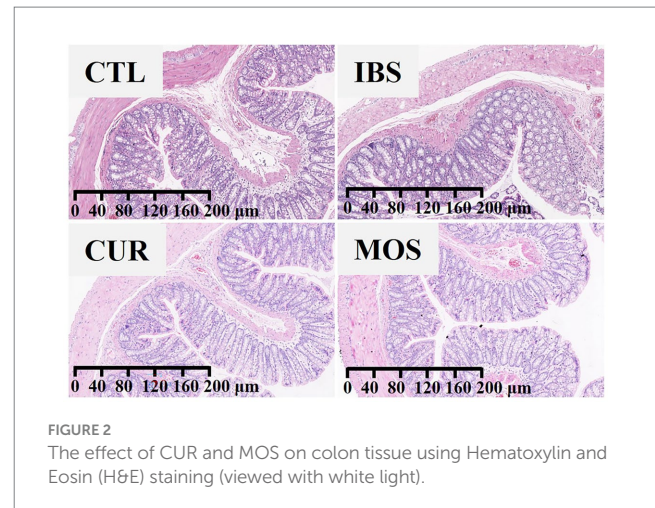 CTL
IBS
0 40 80 120 160 200 μm
0 40 80 120 160 200 μm
CUR
MOS
0 40 80 120 160 200 μm
0 40 80 120 160 200 μm
FIGURE 2
The effect of CUR and MOS on colon tissue using Hematoxylin and
Eosin (H&E) staining (viewed with white light).